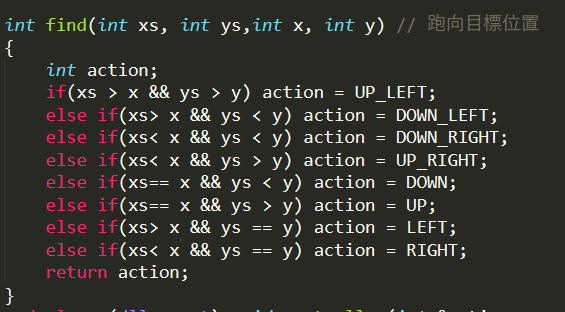 int find(int xs, int ys,int x, int y) // 跑向目標位置
{
    int action;
    if(xs > x && ys > y) action = UP_LEFT;
    else if(xs> x && ys < y) action = DOWN_LEFT;
    else if(xs< x && ys < y) action = DOWN_RIGHT;
    else if(xs< x && ys > y) action = UP_RIGHT;
    else if(xs== x && ys < y) action = DOWN;
    else if(xs== x && ys > y) action = UP;
    else if(xs> x && ys == y) action = LEFT;
    else if(xs< x && ys == y) action = RIGHT;
    return action;
}